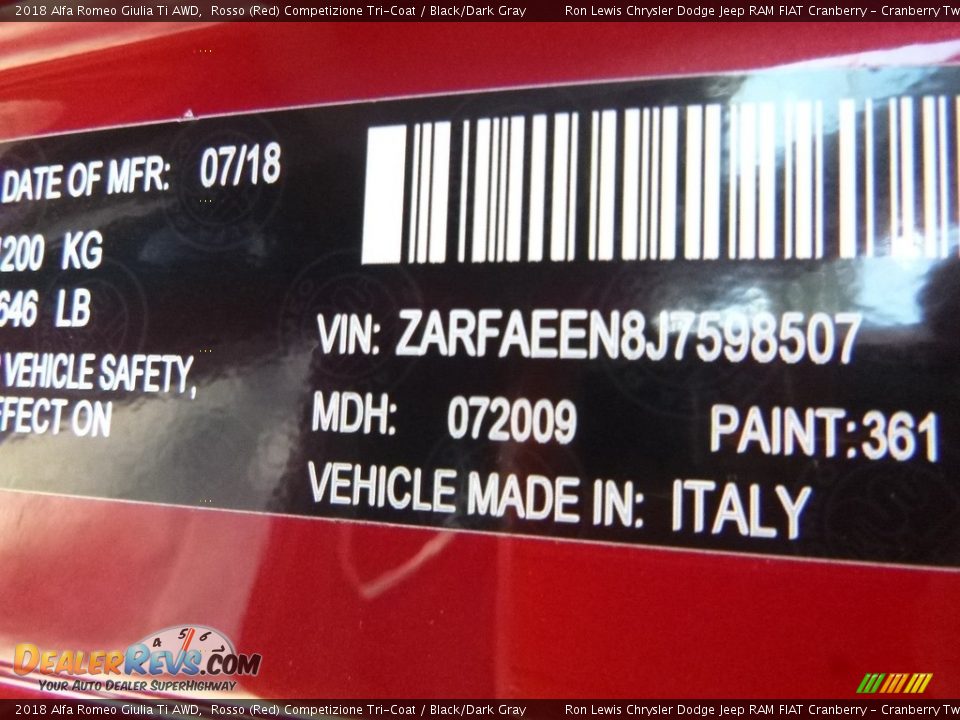 2018 Alfa Romeo Giulia Ti AWD,  Rosso (Red) Competizione Tri-Coat / Black/Dark Gray  Ron Lewis Chrysler Dodge Jeep RAM FIAT Cranberry - Cranberry Tw
DATE OF MFR: 07/18
200 KG
646 LB
VEHICLE SAFETY,
FFECT ON
VIN: ZARFAEEN8J7598507
MDH: 072009 PAINT:361
VEHICLE MADE IN: ITALY
4 5 6 7
DEALERREVS.COM
YOUR AUTO DEALER SUPERHIGHWAY
2018 Alfa Romeo Giulia Ti AWD,  Rosso (Red) Competizione Tri-Coat / Black/Dark Gray  Ron Lewis Chrysler Dodge Jeep RAM FIAT Cranberry - Cranberry Tw